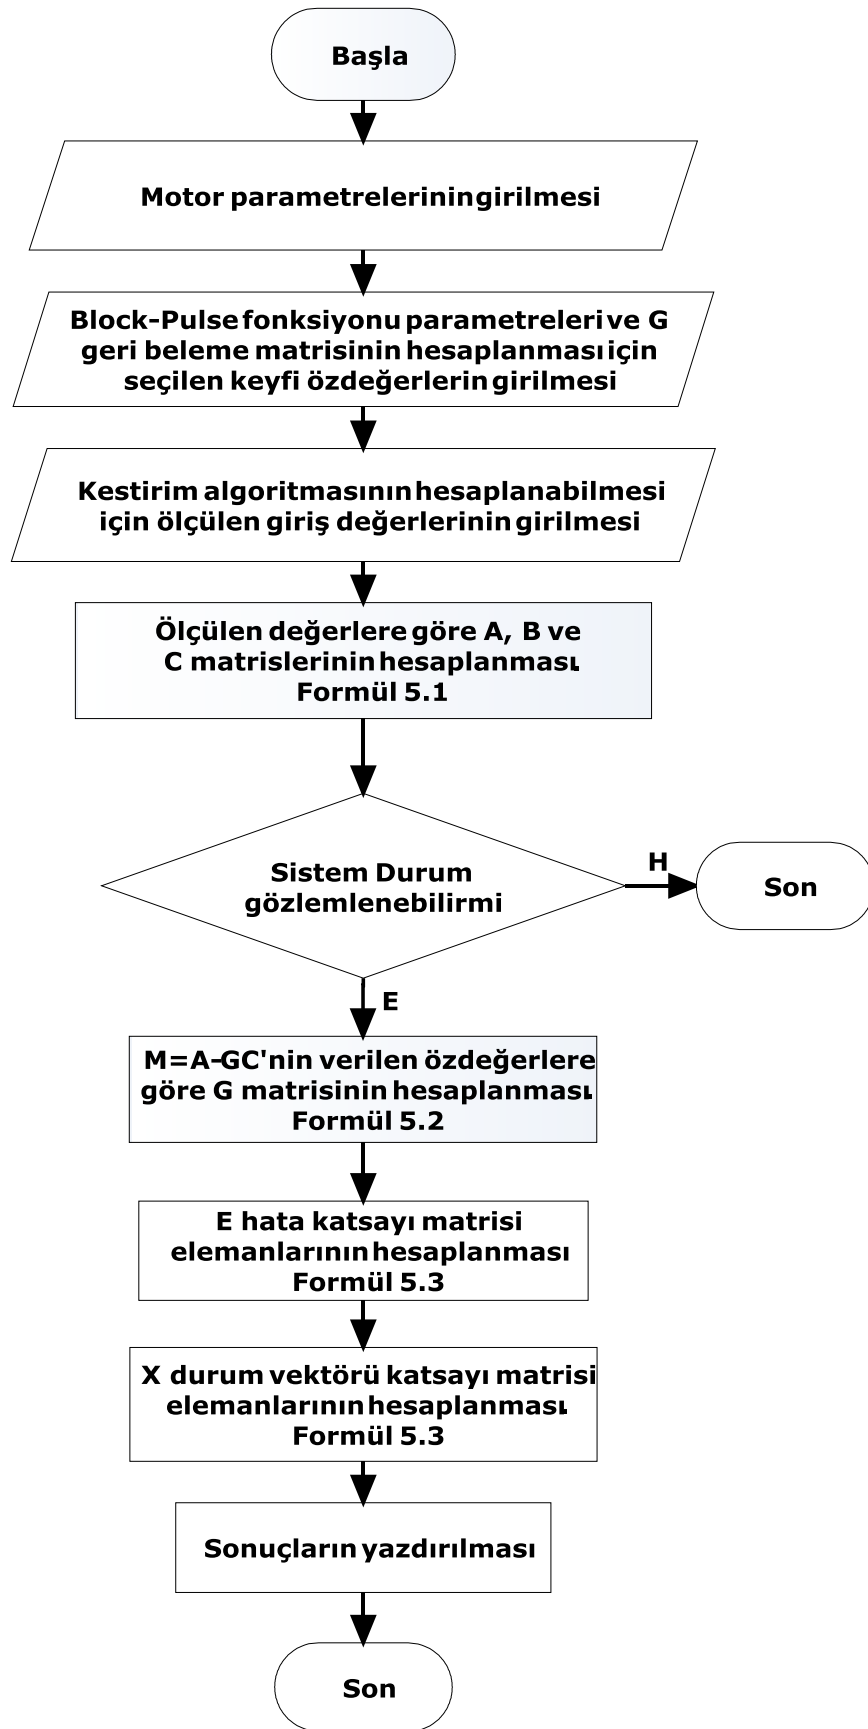 Başla
Motor parametrelerinin girilmesi
Block-Pulse fonksiyonu parametreleri ve G
geri beleme matrisinin hesaplanması için
seçilen keyfi özdeğerlerin girilmesi
Kestirim algoritmasının hesaplanabilmesi
için ölçülen giriş değerlerinin girilmesi
Ölçülen değerlere göre A, B ve
C matrislerinin hesaplanması.
Formül 5.1
Sistem Durum
gözlemlenebilirmi
H
Son
E
M=A-GC'nin verilen özdeğerlere
göre G matrisinin hesaplanması.
Formül 5.2
E hata katsayı matrisi
elemanlarının hesaplanması
Formül 5.3
X durum vektörü katsayı matrisi
elemanlarının hesaplanması.
Formül 5.3
Sonuçların yazdırılması
Son